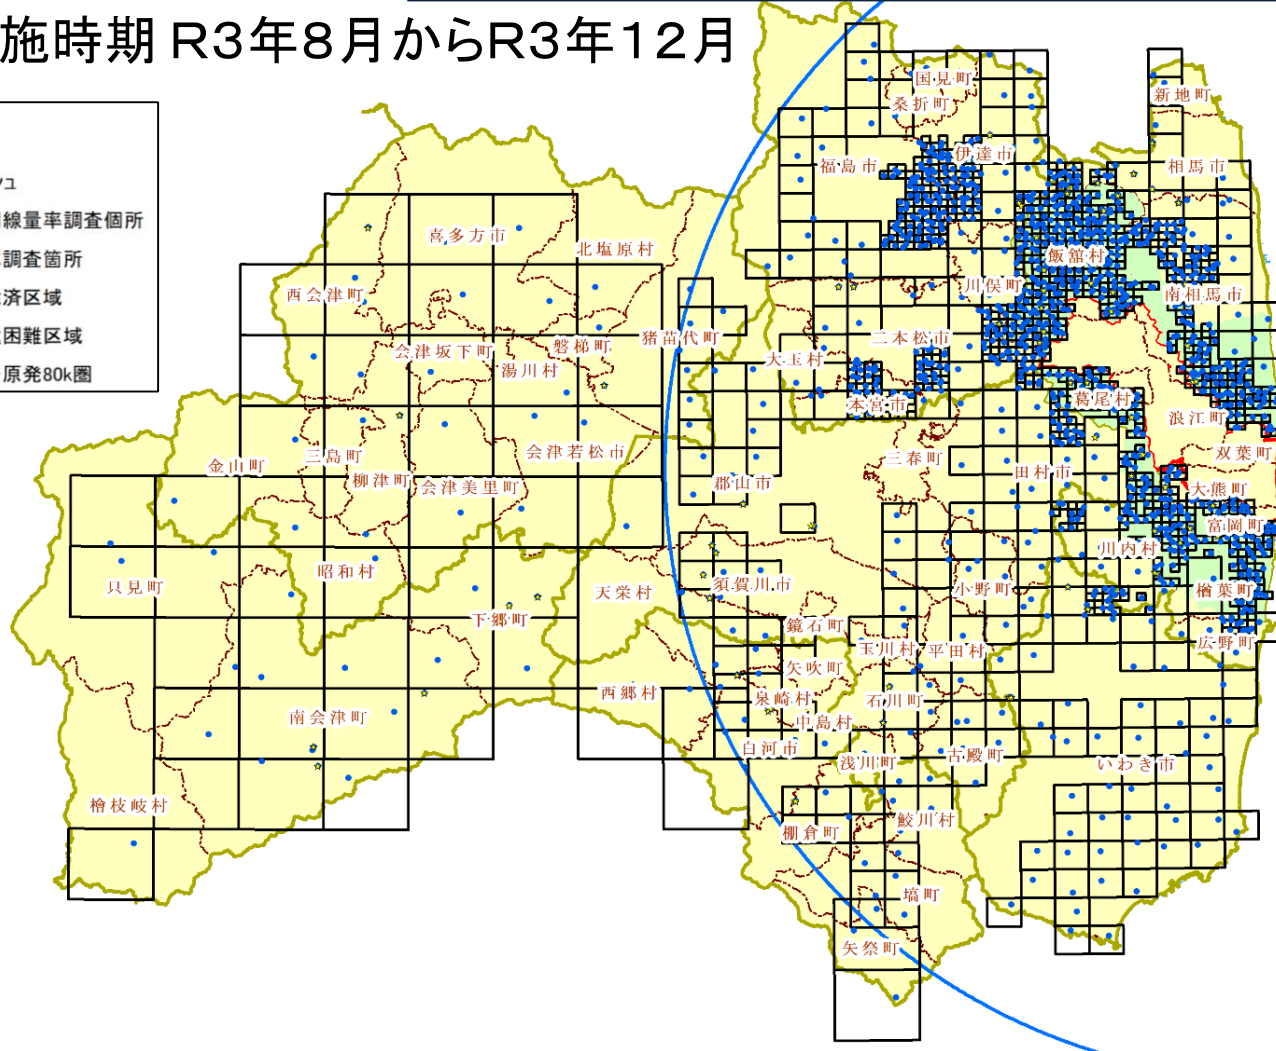 施時期 R3年8月からR3年12月
シュ
線量率調査個所
調査箇所
済区域
困難区域
原発80k圏
国見町
桑折町
新地町
伊達市
福島市
相馬市
喜多方市
北塩原村
飯舘村
川俣町
西会津町
南相馬市
猪苗代町
二本松市
会津坂下町
磐梯町
大玉村
湯川村
葛尾村
本宮市
浪江町
会津若松市
双葉町
三島町
三春町
金山町
田村市
柳津町
会津美里町
郡山市
大熊町
富岡町
川内村
昭和村
只見町
須賀川市
天栄村
小野町
楢葉町
下郷町
鏡石町
広野町
玉川村
平田村
矢吹町
西郷村
泉崎村
石川町
南会津町
中島村
白河市
古殿町
浅川町
いわき市
檜枝岐村
鮫川村
棚倉町
塙町
矢祭町